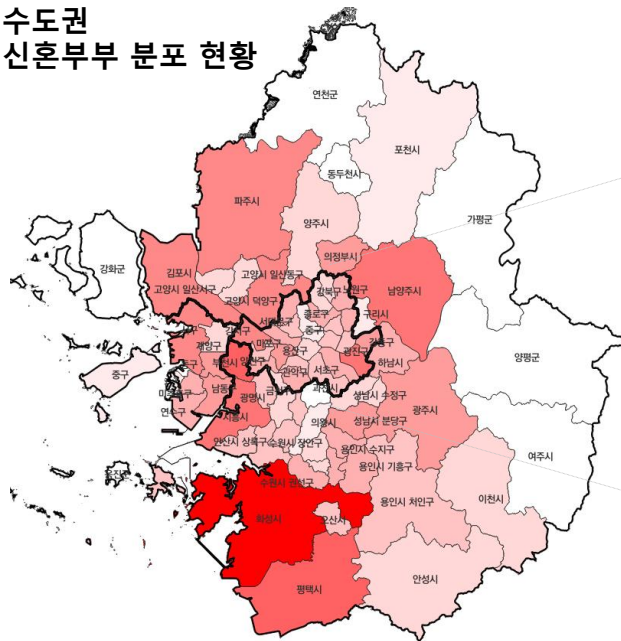 수도권
신혼부부 분포 현황
연천군
포천시
동두천시
파주시
양주시
가평군
의정부시
강화군
김포시
고양시 일산동구
고양시 일산서구
남양주시
고양시 덕양구
강북구
노원구
종로구
구리시
서대문구
중구
계양구
마포구
용산구
광진구
양평군
중구
부천시
양천구
관악구
서초구
하남시
남동구
광명시
과천시
성남시 수정구
광주시
연수구
시흥시
의왕시
성남시 분당구
안산시 상록구
수원시 장안구
용인시 수지구
여주시
용인시 기흥구
수원시 권선구
이천시
용인시 처인구
화성시
오산시
평택시
안성시